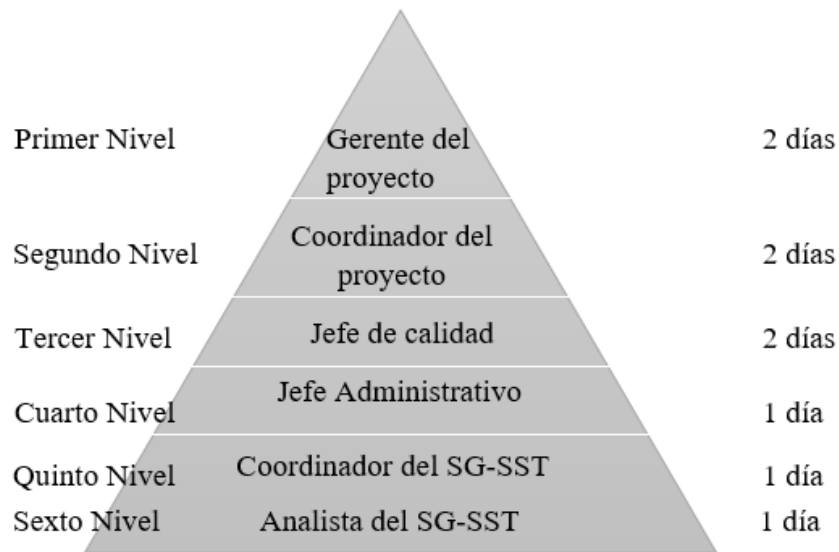 Primer Nivel Gerente del proyecto 2 días
Segundo Nivel Coordinador del proyecto 2 días
Tercer Nivel Jefe de calidad 2 días
Cuarto Nivel Jefe Administrativo 1 día
Quinto Nivel Coordinador del SG-SST 1 día
Sexto Nivel Analista del SG-SST 1 día